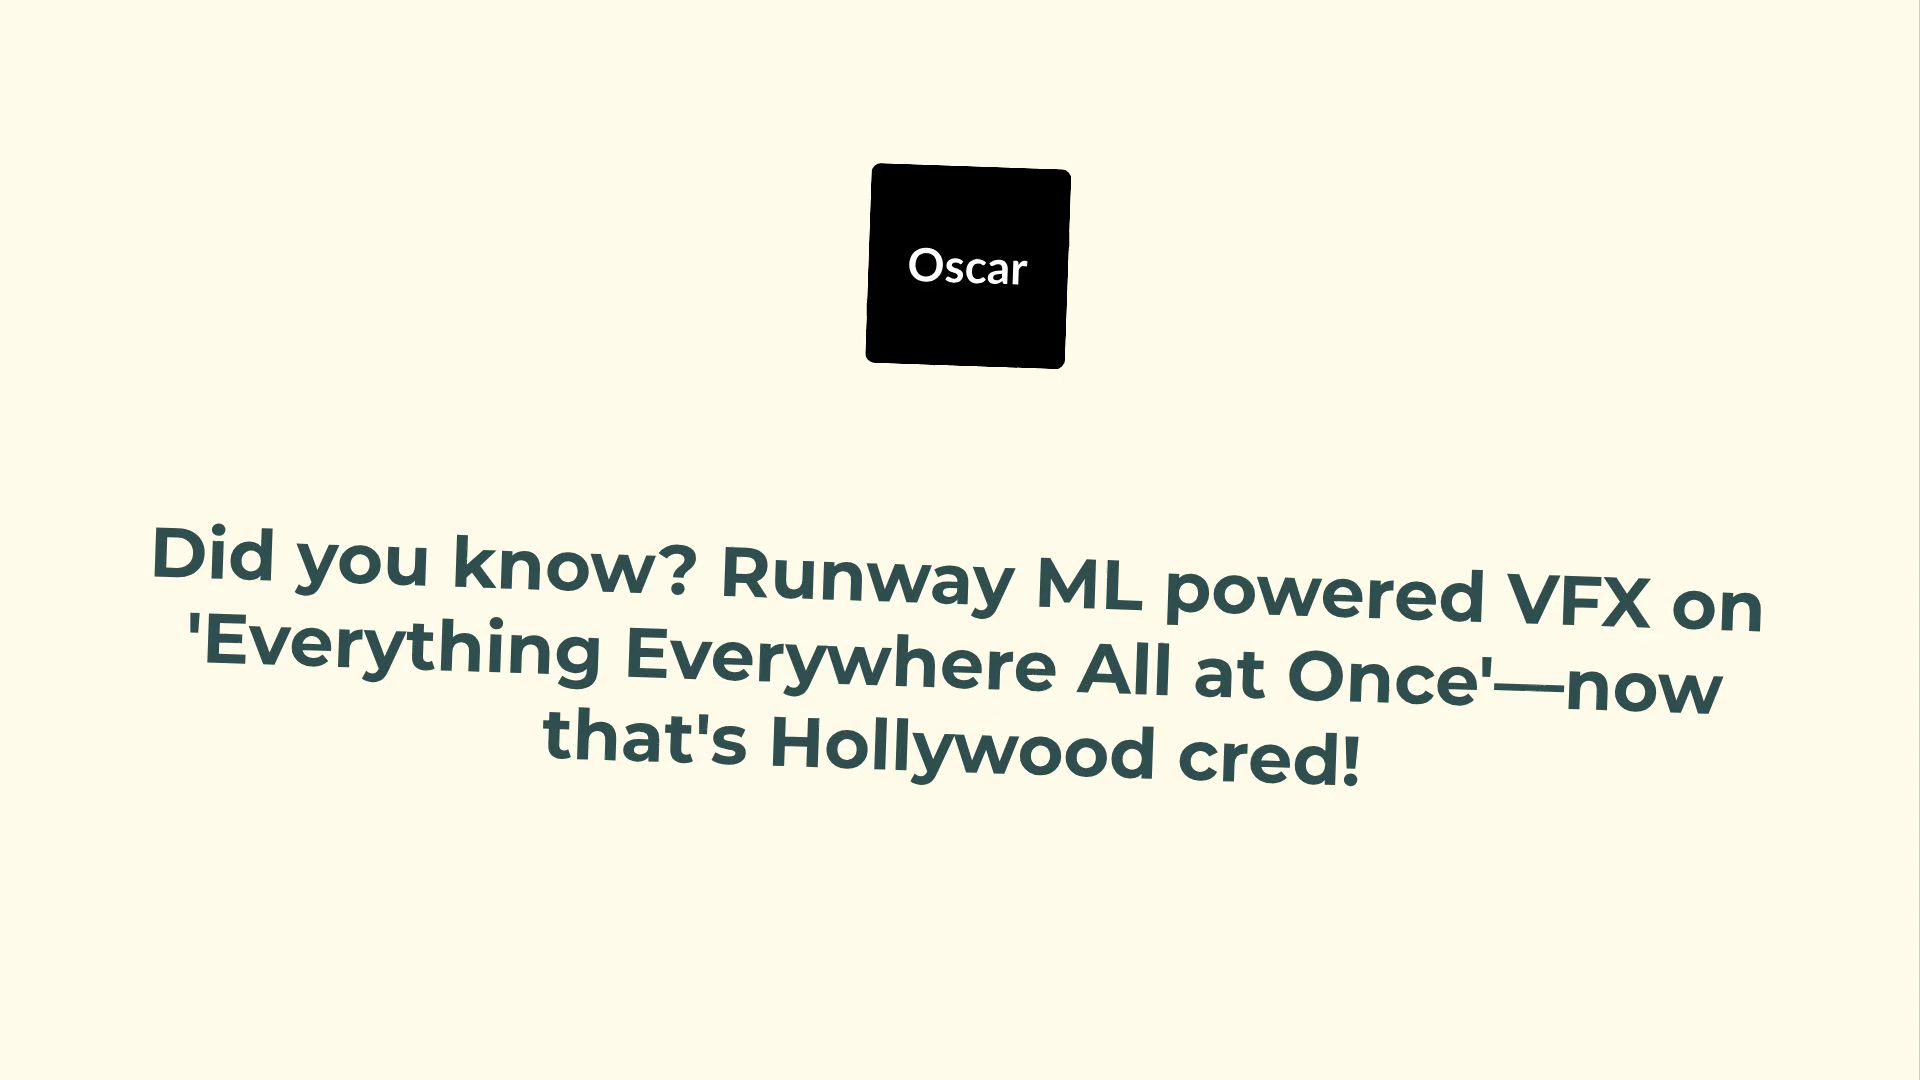 Oscar
Did you know? Runway ML powered VFX on
'Everything Everywhere All at Once'—now
that's Hollywood cred!